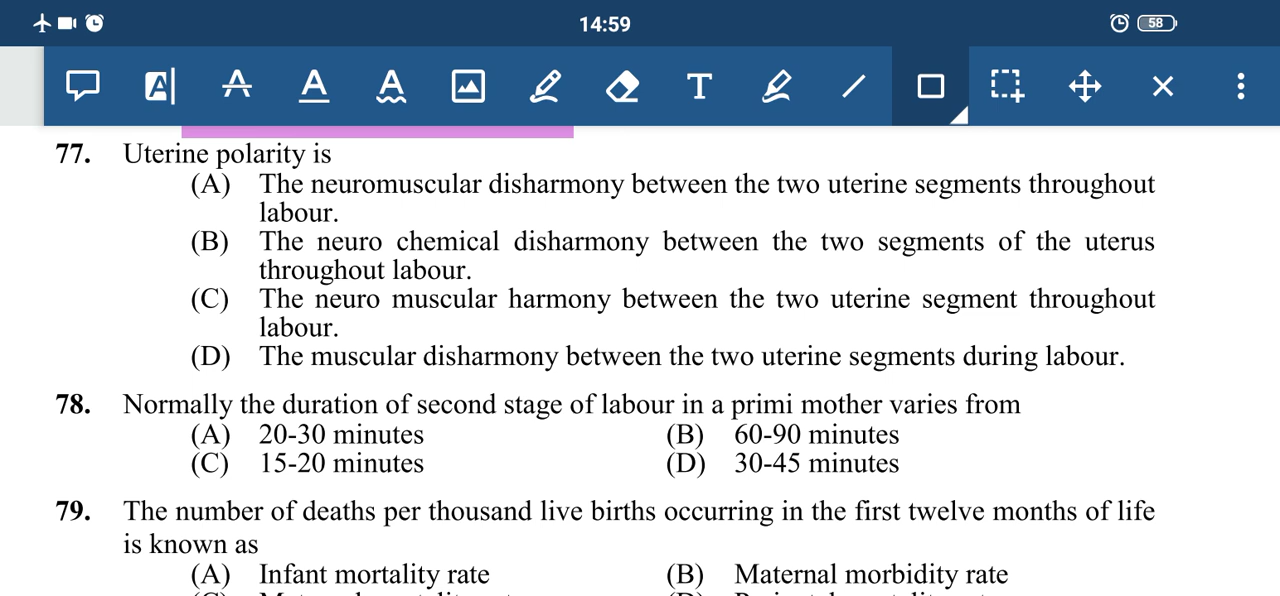 14:59
58
77. Uterine polarity is
(A) The neuromuscular disharmony between the two uterine segments throughout
labour.
(B) The neuro chemical disharmony between the two segments of the uterus
throughout labour.
(C) The neuro muscular harmony between the two uterine segment throughout
labour.
(D) The muscular disharmony between the two uterine segments during labour.
78. Normally the duration of second stage of labour in a primi mother varies from
(A) 20-30 minutes (B) 60-90 minutes
(C) 15-20 minutes (D) 30-45 minutes
79. The number of deaths per thousand live births occurring in the first twelve months of life
is known as
(A) Infant mortality rate (B) Maternal morbidity rate